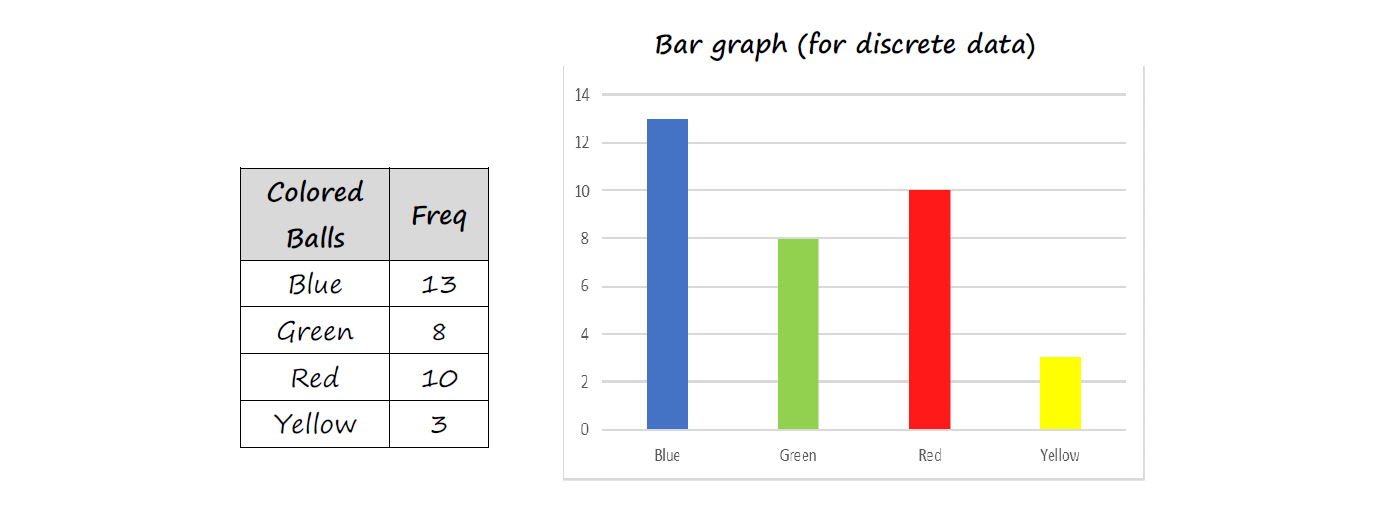 Bar graph (for discrete data)
Colored
Balls
Freq
Blue 13
Green 8
Red 10
Yellow 3
14
12
10
8
6
4
2
0
Blue Green Red Yellow